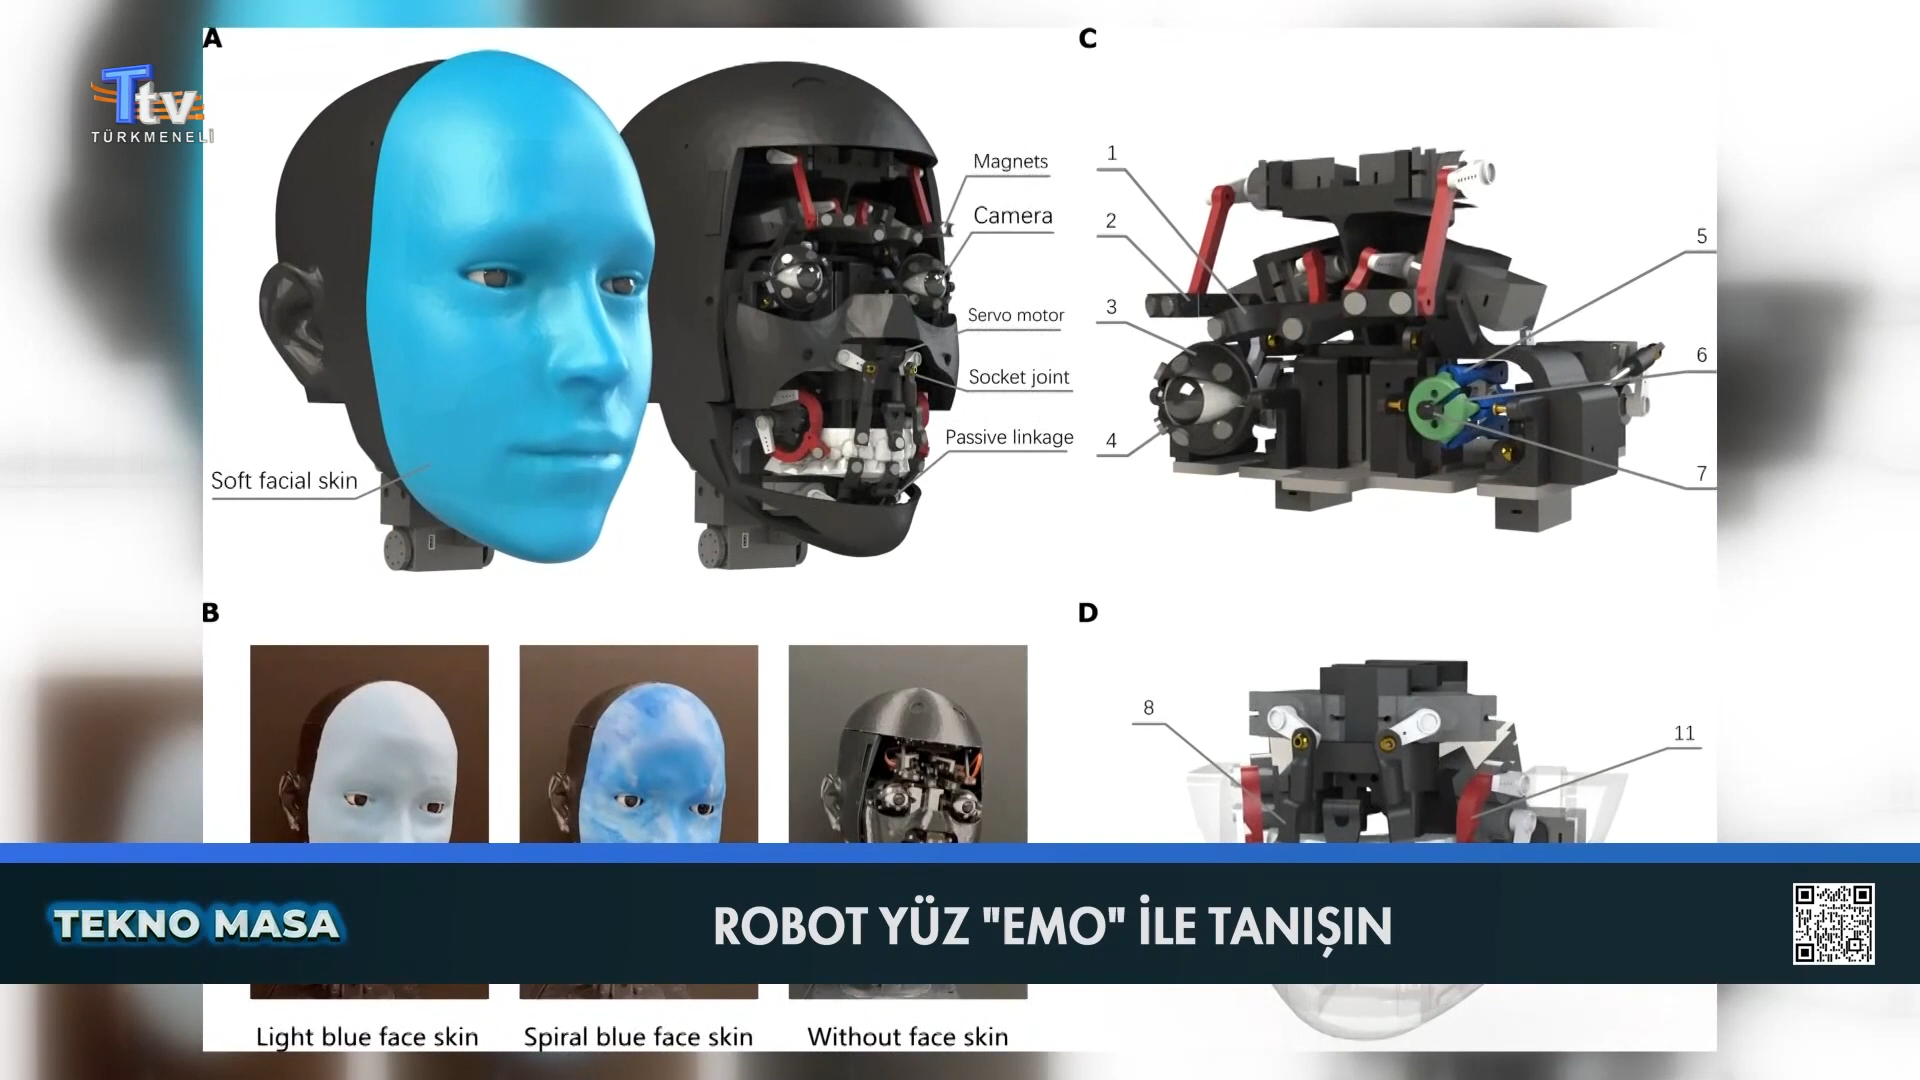 A
C
Ttv
TÜRKMENELİ
Magnets
Camera
Servo motor
Socket joint
Passive linkage
Soft facial skin
1
2
3
4
5
6
7
B
D
8
11
TEKNO MASA
ROBOT YÜZ "EMO" İLE TANIŞIN
Light blue face skin
Spiral blue face skin
Without face skin